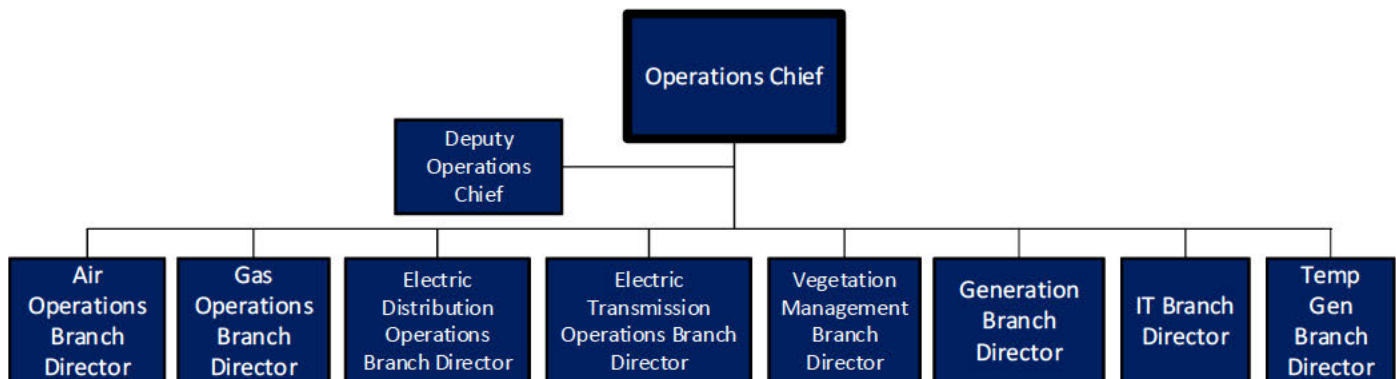 Operations Chief
Deputy
Operations
Chief
Air
Operations
Branch
Director
Gas
Operations
Branch
Director
Electric
Distribution
Operations
Branch Director
Electric
Transmission
Operations Branch
Director
Vegetation
Management
Branch
Director
Generation
Branch
Director
IT Branch
Director
Temp
Gen
Branch
Director